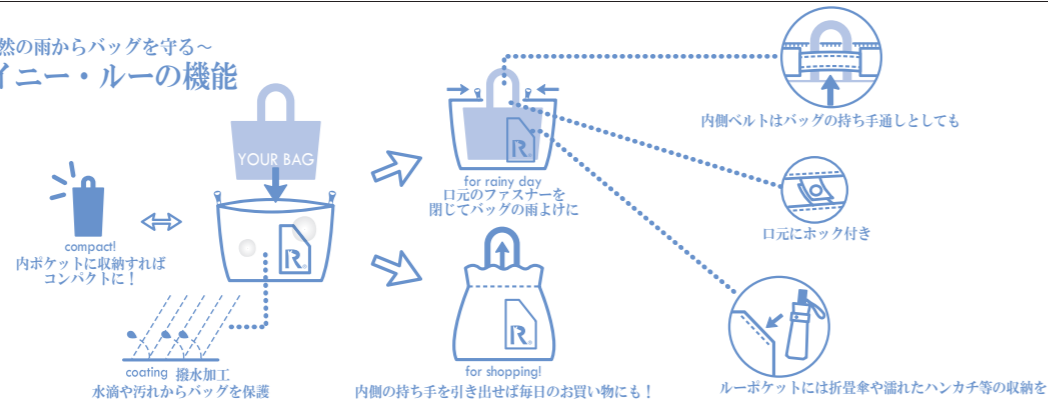 然の雨からバッグを守る〜
イニー・ルーの機能
YOUR BAG
R.
compact!
内ポケットに収納すれば
コンパクトに！
coating 撥水加工
水滴や汚れからバッグを保護
R.
for rainy day
口元のファスナーを
閉じてバッグの雨よけに
R.
for shopping!
内側の持ち手を引き出せば毎日のお買い物にも！
内側ベルトはバッグの持ち手通しとしても
口元にホック付き
ルーポケットには折畳傘や濡れたハンカチ等の収納を